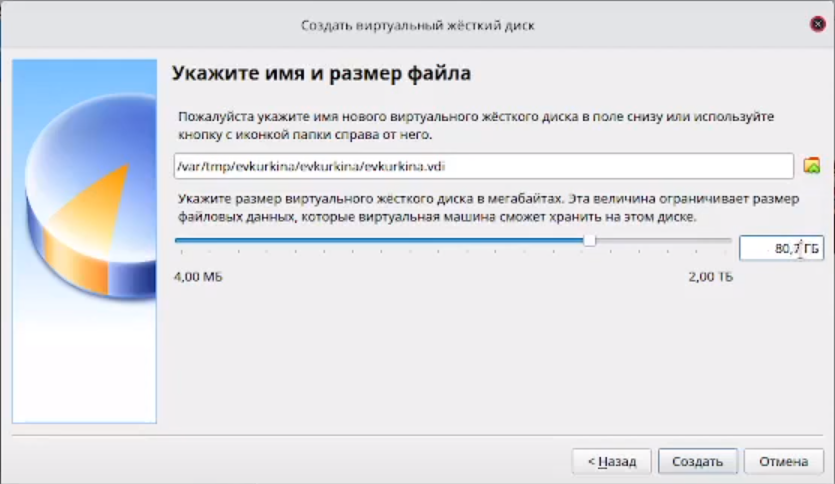 Создать виртуальный жёсткий диск
Укажите имя и размер файла
Пожалуйста укажите имя нового виртуального жёсткого диска в поле снизу или используйте
кнопку с иконкой папки справа от него.
/var/tmp/evkurkina/evkurkina/evkurkina.vdi
Укажите размер виртуального жёсткого диска в мегабайтах. Эта величина ограничивает размер
файловых данных, которые виртуальная машина сможет хранить на этом диске.
80,7 ГБ
4,00 МБ
2,00 ТБ
< Назад
Создать
Отмена